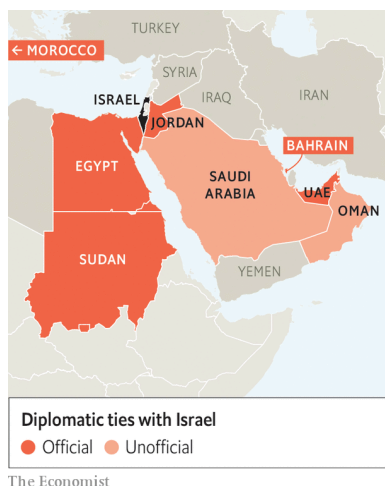 TURKEY
← MOROCCO
SYRIA
ISRAEL
IRAQ
IRAN
JORDAN
EGYPT
BAHRAIN
SAUDI
ARABIA
UAE
OMAN
SUDAN
YEMEN
Diplomatic ties with Israel
Official Unofficial
The Economist